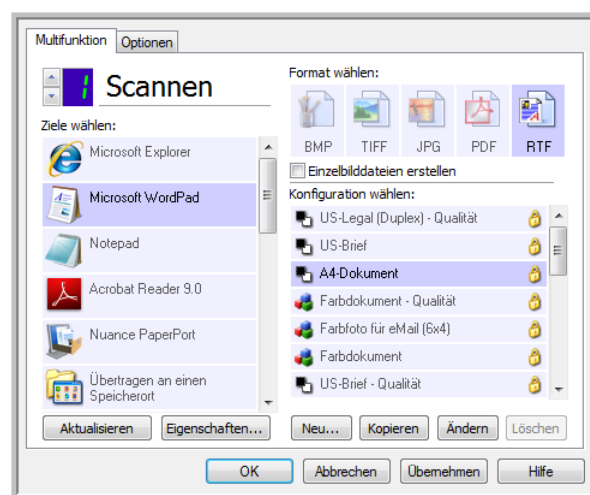 Multifunktion
Optionen
1 Scannen
Ziele wählen:
Microsoft Explorer
Microsoft WordPad
Notepad
Acrobat Reader 9.0
Nuance PaperPort
Übertragen an einen
Speicherort
Aktualisieren
Eigenschaften...
Format wählen:
BMP
TIFF
JPG
PDF
RTF
Einzelbilddateien erstellen
Konfiguration wählen:
US-Legal (Duplex) - Qualität
US-Brief
A4-Dokument
Farbdokument - Qualität
Farbfoto für eMail (6x4)
Farbdokument
US-Brief - Qualität
Neu...
Kopieren
Ändern
Löschen
OK
Abbrechen
Übernehmen
Hilfe